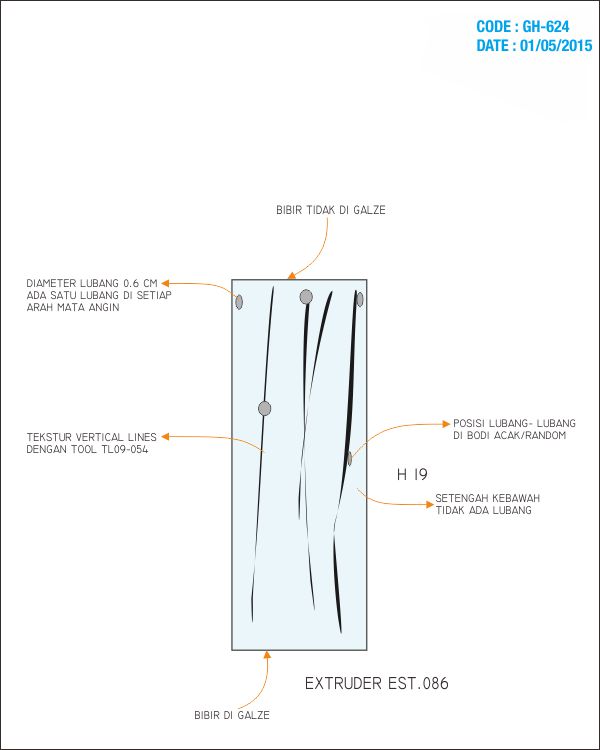 CODE : GH-624
DATE : 01/05/2015
BIBIR TIDAK DI GALZE
DIAMETER LUBANG 0.6 CM
ADA SATU LUBANG DI SETIAP
ARAH MATA ANGIN
TEKSTUR VERTICAL LINES
DENGAN TOOL TL09-054
POSISI LUBANG- LUBANG
DI BODI ACAK/RANDOM
H 19
SETENGAH KEBAWAH
TIDAK ADA LUBANG
EXTRUDER EST.086
BIBIR DI GALZE